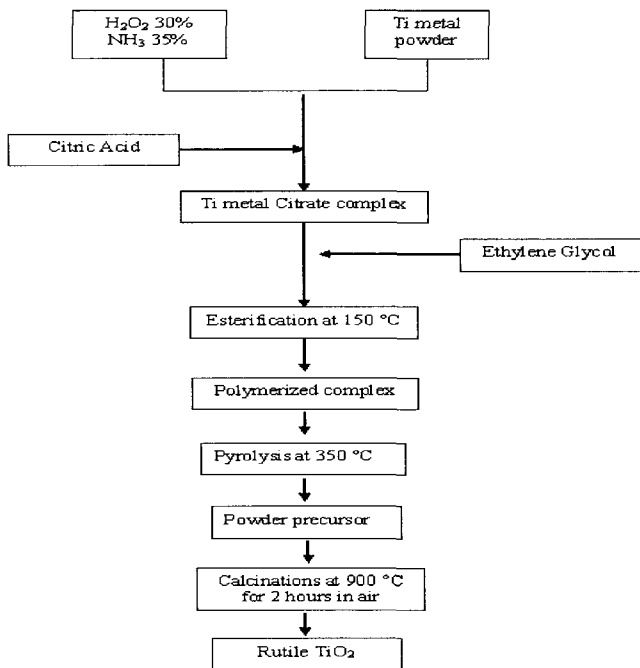 H₂O₂ 30%
NH₃ 35%
Ti metal
powder
Citric Acid
Ti metal Citrate complex
Ethylene Glycol
Esterification at 150 °C
Polymerized complex
Pyrolysis at 350 °C
Powder precursor
Calcinations at 900 °C
for 2 hours in air
Rutile TiO₂